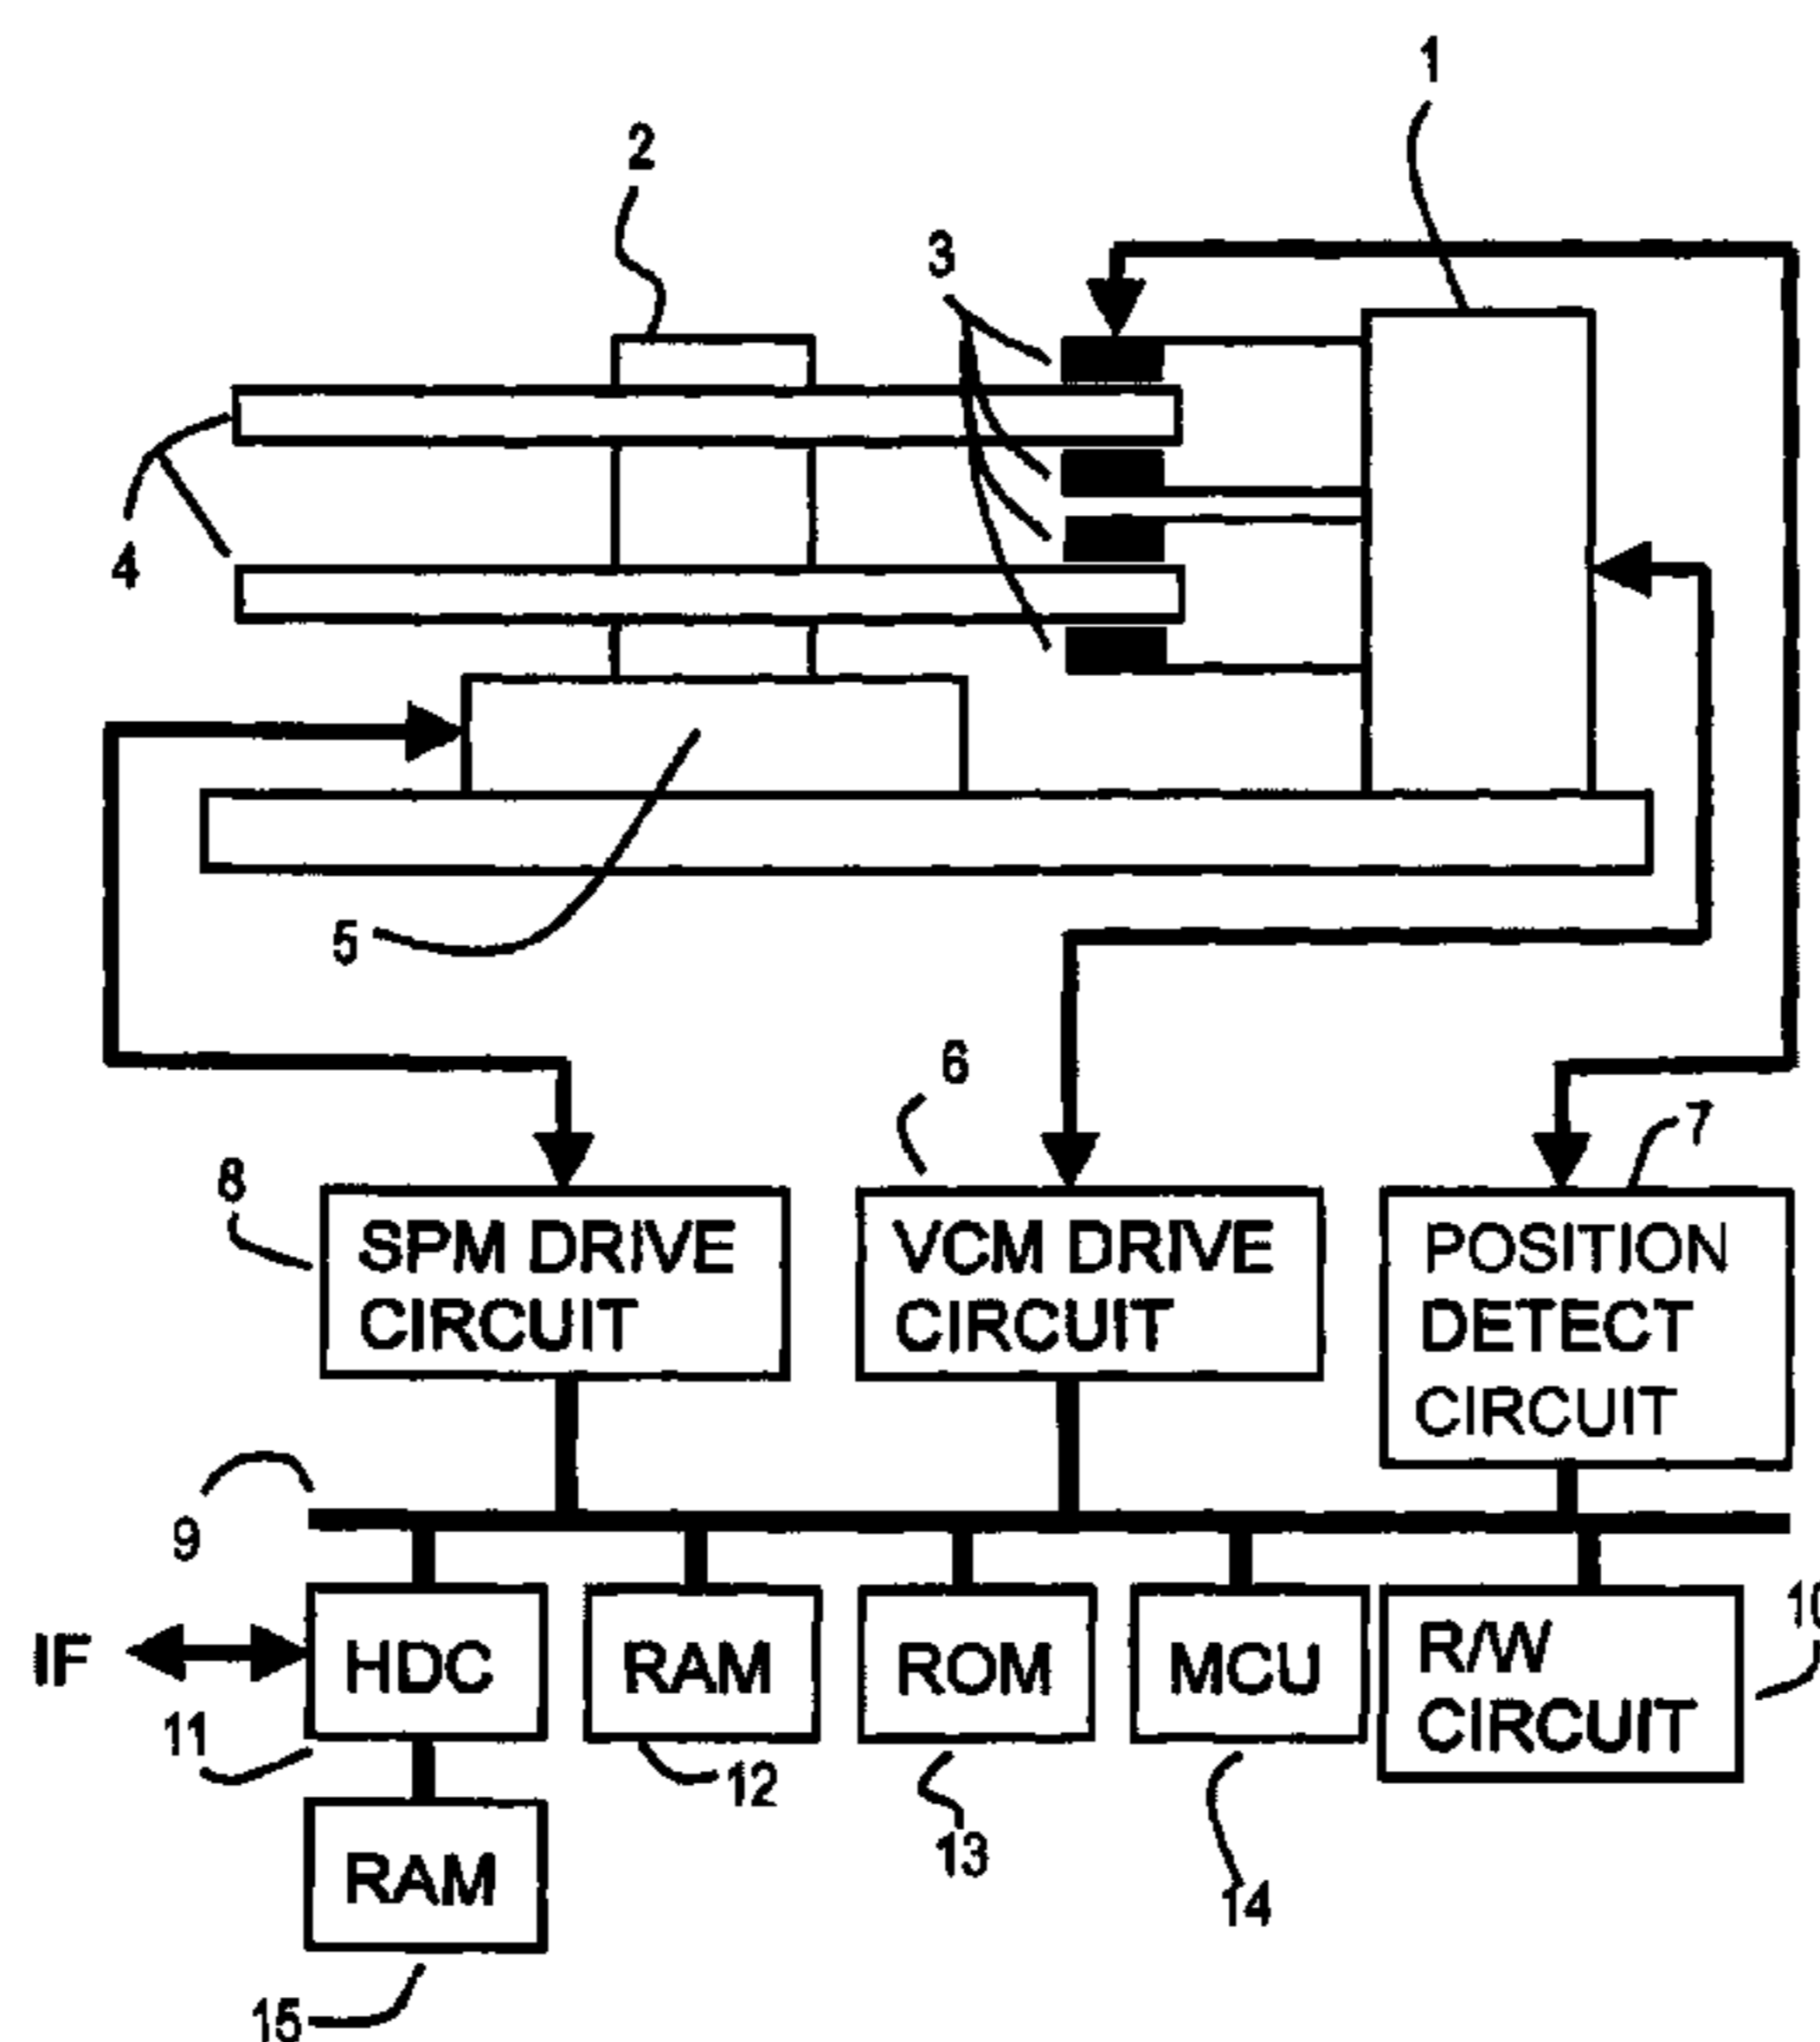 1
2
3
4
5
6
7
8
SPM DRIVE
CIRCUIT
VCM DRIVE
CIRCUIT
POSITION
DETECT
CIRCUIT
9
10
IF
HDC
RAM
ROM
MCU
R/W
CIRCUIT
11
12
13
14
RAM
15